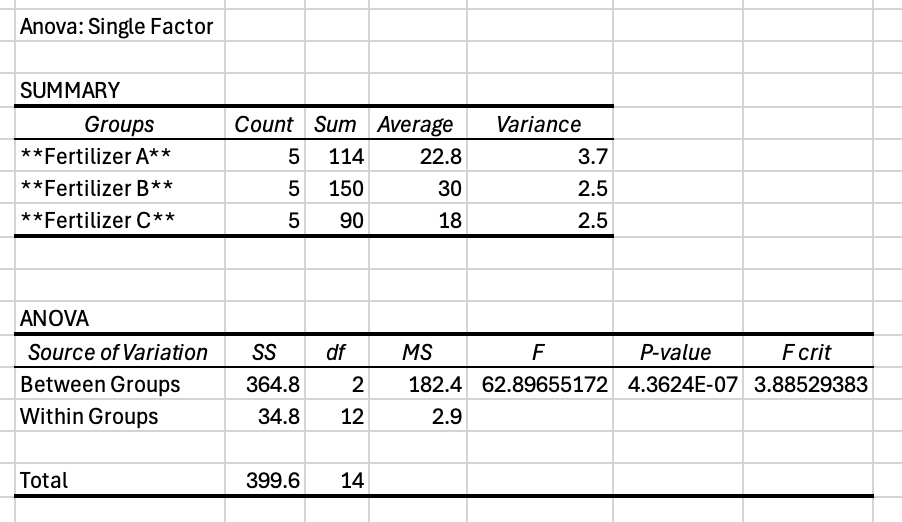 Anova: Single Factor
SUMMARY
Groups Count Sum Average Variance
**Fertilizer A** 5 114 22.8 3.7
**Fertilizer B** 5 150 30 2.5
**Fertilizer C** 5 90 18 2.5
ANOVA
Source of Variation SS df MS F P-value F crit
Between Groups 364.8 2 182.4 62.89655172 4.3624E-07 3.88529383
Within Groups 34.8 12 2.9
Total 399.6 14